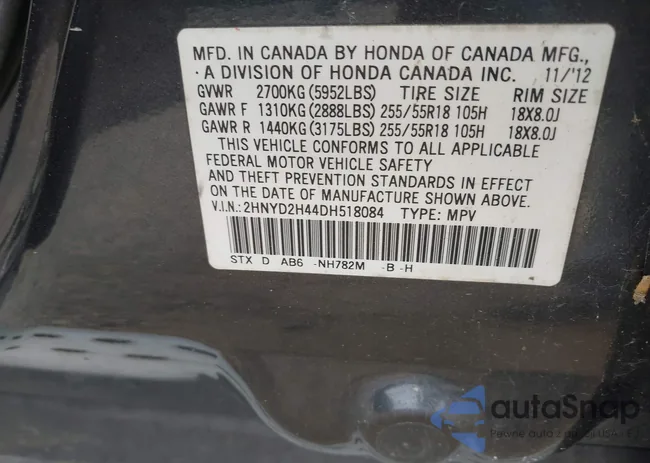 MFD. IN CANADA BY HONDA OF CANADA MFG.,
A DIVISION OF HONDA CANADA INC. 11/'12
GVWR 2700KG(5952LBS) TIRE SIZE RIM SIZE
GAWR F 1310KG(2888LBS) 255/55R18 105H 18X8.0J
GAWR R 1440KG(3175LBS) 255/55R18 105H 18X8.0J
THIS VEHICLE CONFORMS TO ALL APPLICABLE
FEDERAL MOTOR VEHICLE SAFETY
AND THEFT PREVENTION STANDARDS IN EFFECT
ON THE DATE OF MANUFACTURE SHOWN ABOVE.
V.I.N.: 2HNYD2H44DH518084 TYPE: MPV
STX D AB6 -NH782M -B -H
autoSnap
Pewne auto z